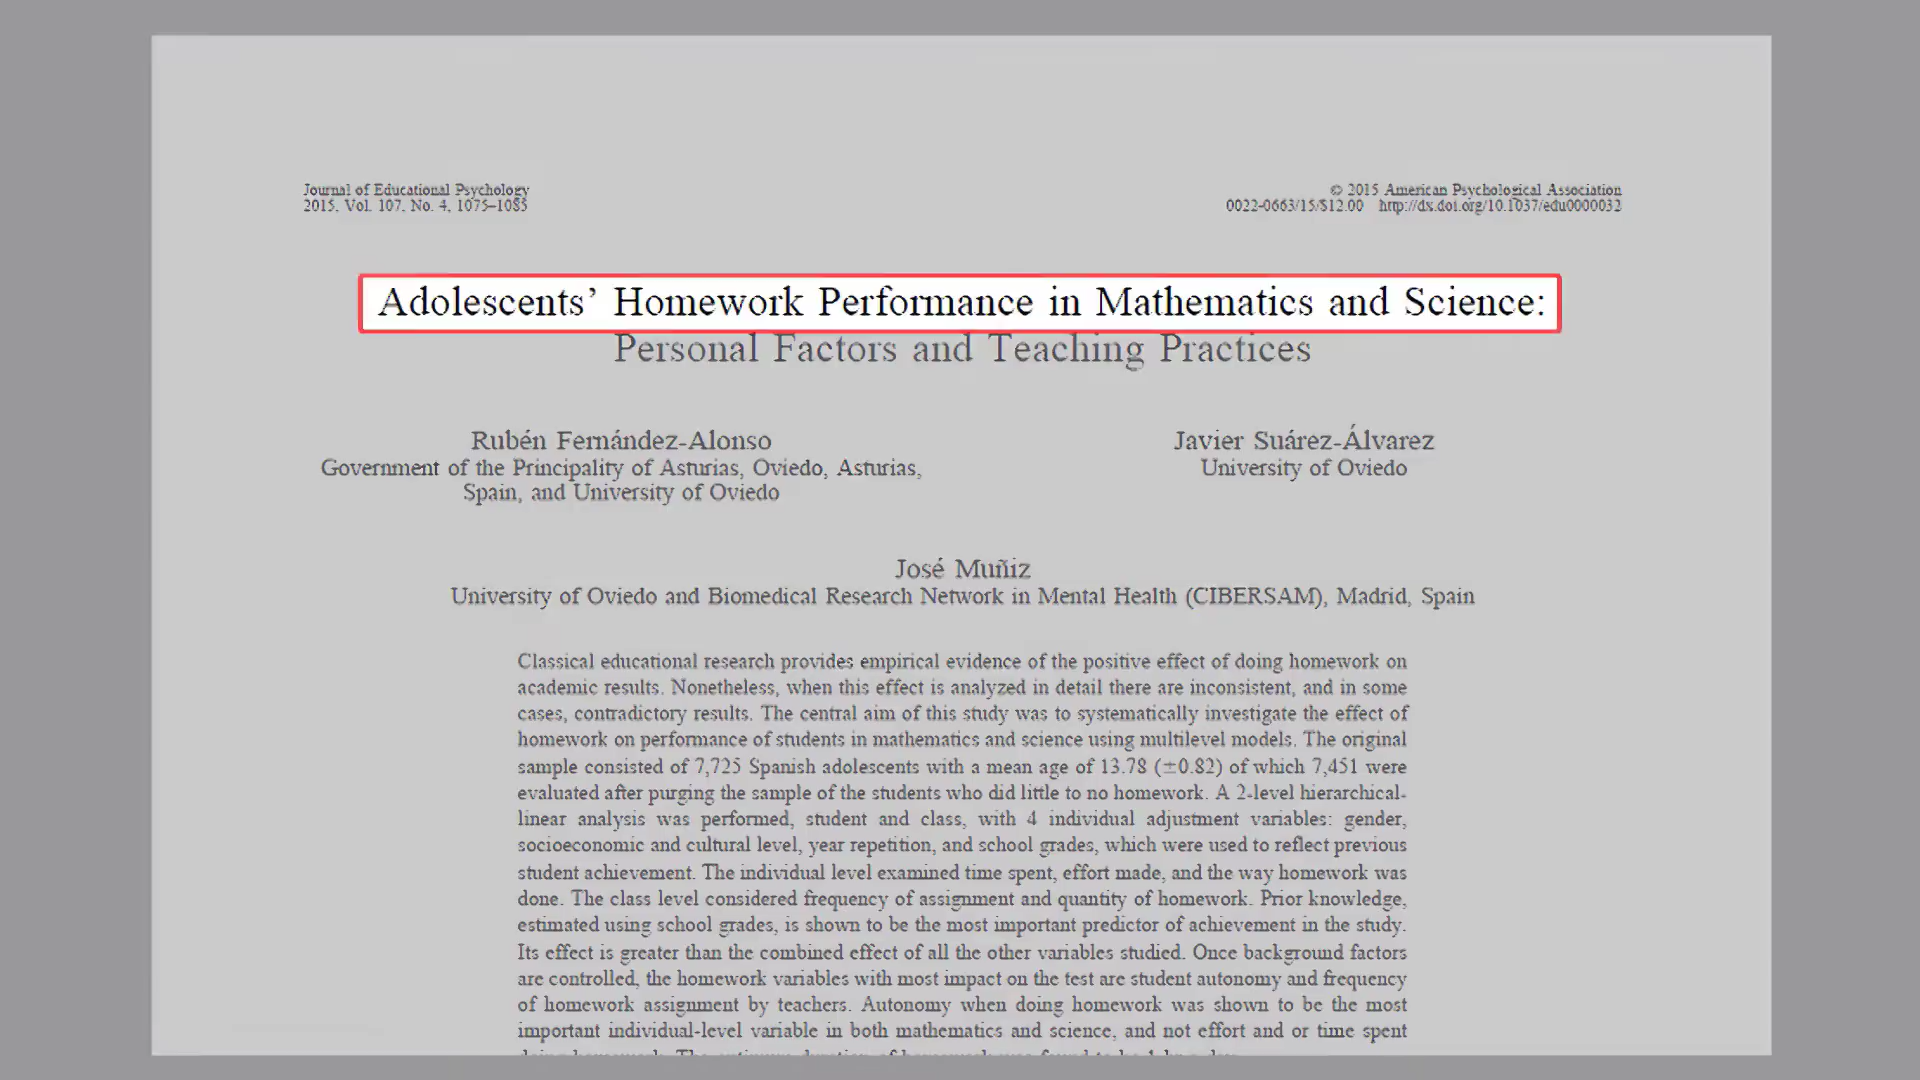 Journal of Educational Psychology
2015, Vol. 107, No. 4, 1075–1085
© 2015 American Psychological Association
0022-0663/15/$12.00 http://dx.doi.org/10.1037/edu0000032
Adolescents’ Homework Performance in Mathematics and Science:
Personal Factors and Teaching Practices
Rubén Fernández-Alonso
Government of the Principality of Asturias, Oviedo, Asturias,
Spain, and University of Oviedo
Javier Suárez-Álvarez
University of Oviedo
José Muñiz
University of Oviedo and Biomedical Research Network in Mental Health (CIBERSAM), Madrid, Spain
Classical educational research provides empirical evidence of the positive effect of doing homework on
academic results. Nonetheless, when this effect is analyzed in detail there are inconsistent, and in some
cases, contradictory results. The central aim of this study was to systematically investigate the effect of
homework on performance of students in mathematics and science using multilevel models. The original
sample consisted of 7,725 Spanish adolescents with a mean age of 13.78 (±0.82) of which 7,451 were
evaluated after purging the sample of the students who did little to no homework. A 2-level hierarchical-
linear analysis was performed, student and class, with 4 individual adjustment variables: gender,
socioeconomic and cultural level, year repetition, and school grades, which were used to reflect previous
student achievement. The individual level examined time spent, effort made, and the way homework was
done. The class level considered frequency of assignment and quantity of homework. Prior knowledge,
estimated using school grades, is shown to be the most important predictor of achievement in the study.
Its effect is greater than the combined effect of all the other variables studied. Once background factors
are controlled, the homework variables with most impact on the test are student autonomy and frequency
of homework assignment by teachers. Autonomy when doing homework was shown to be the most
important individual-level variable in both mathematics and science, and not effort and or time spent